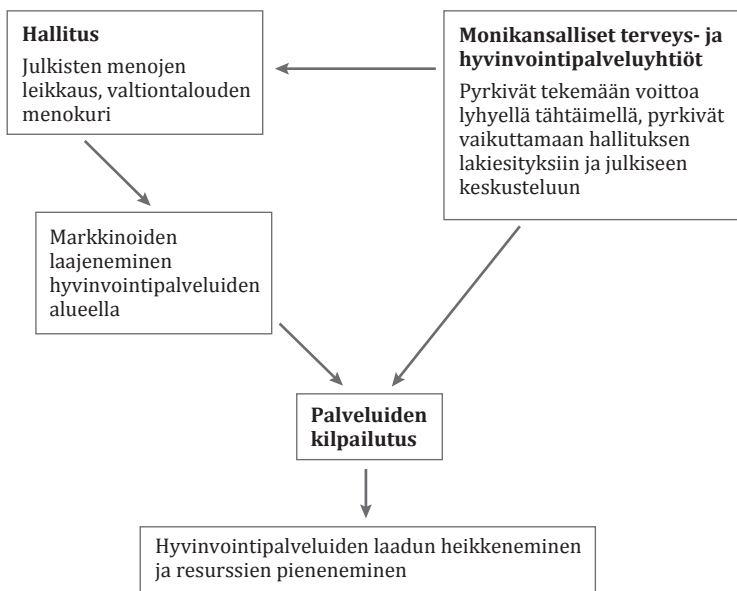 Hallitus
Julkisten menojen
leikkaus, valtiontalouden
menokuri
Monikansalliset terveys- ja
hyvinvointipalveluyhtiöt
Pyrkivät tekemään voittoa
lyhyellä tähtäimellä, pyrkivät
vaikuttamaan hallituksen
lakiesityksiin ja julkiseen
keskusteluun
Markkinoiden
laajeneminen
hyvinvointipalveluiden
alueella
Palveluiden
kilpailutus
Hyvinvointipalveluiden laadun heikkeneminen
ja resurssien pieneneminen